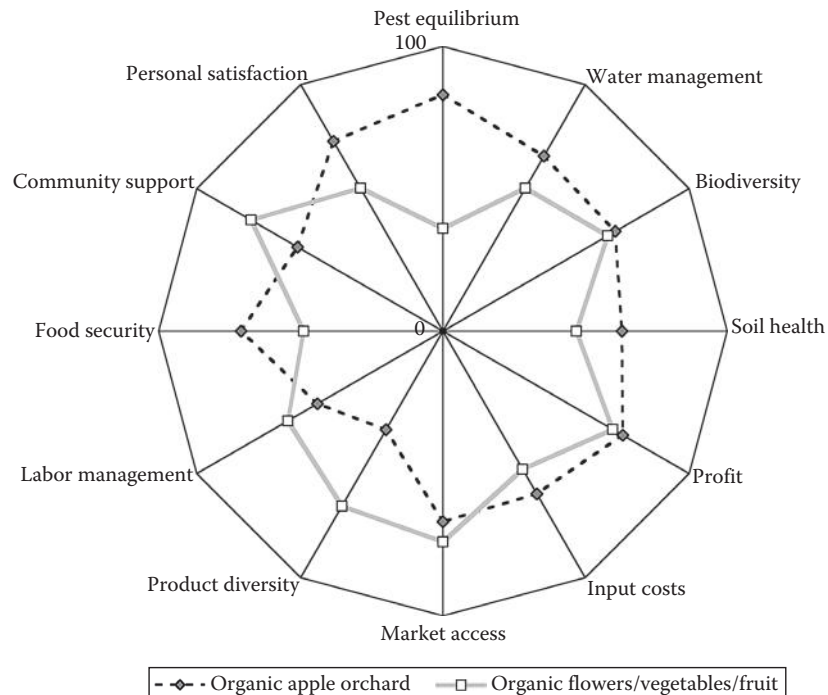 Pest equilibrium
100
Personal satisfaction
Water management
Community support
Biodiversity
Food security
0
Soil health
Labor management
Profit
Product diversity
Input costs
Market access
Organic apple orchard
Organic flowers/vegetables/fruit